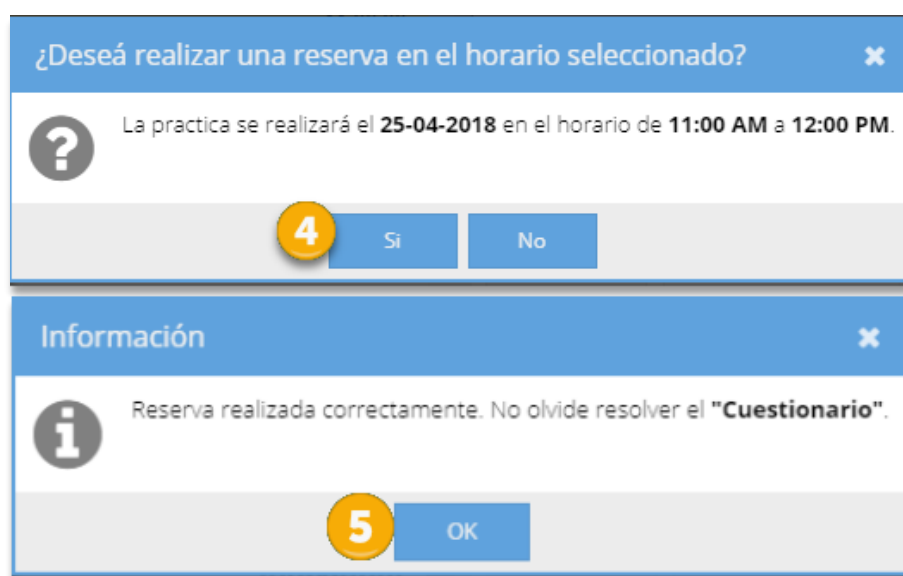 ¿Deseá realizar una reserva en el horario seleccionado?
La practica se realizará el 25-04-2018 en el horario de 11:00 AM a 12:00 PM.
4
Si No
Información
Reserva realizada correctamente. No olvide resolver el "Cuestionario".
5
OK